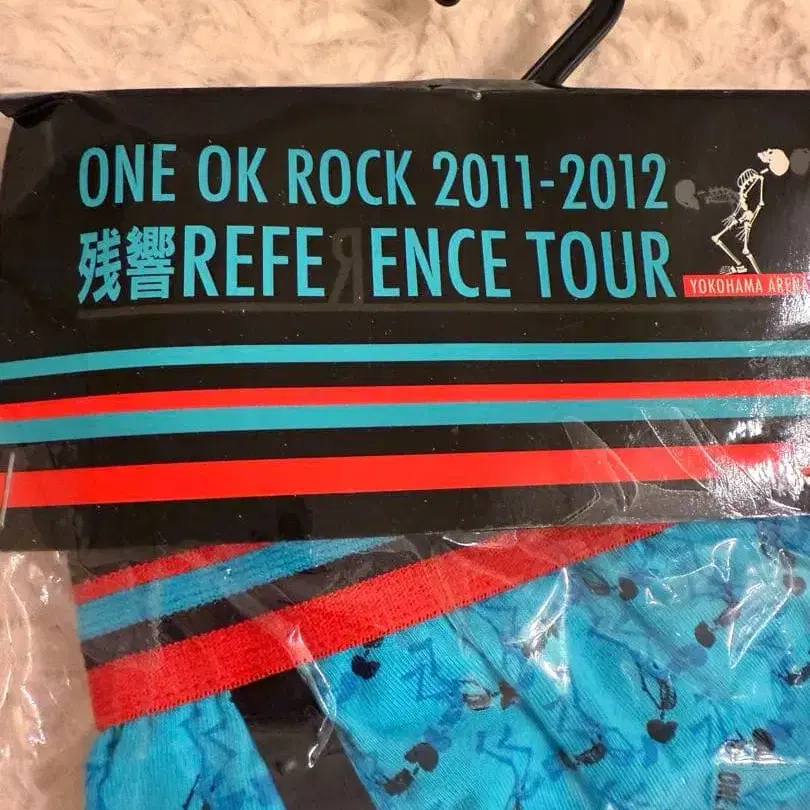 ONE OK ROCK 2011-2012
残響REFEЯENCE TOUR
YOKOHAMA ARENA